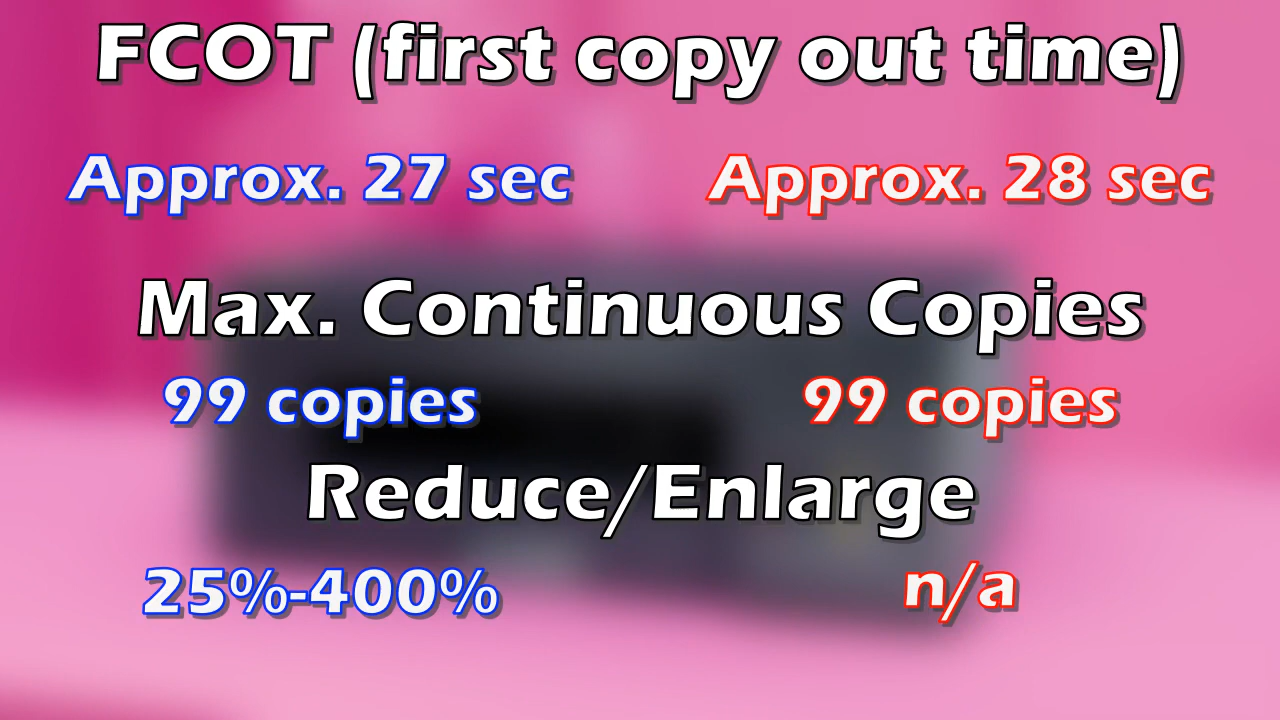 FCOT (first copy out time)
Approx. 27 sec Approx. 28 sec
Max. Continuous Copies
99 copies 99 copies
Reduce/Enlarge
25%-400% n/a